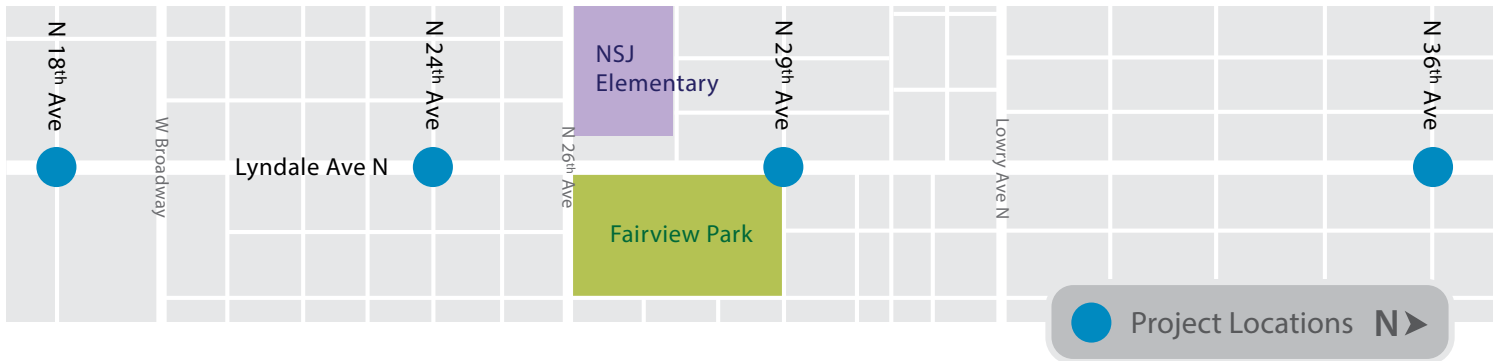 N 18th Ave
W Broadway
Lyndale Ave N
N 24th Ave
N 26th Ave
NSJ
Elementary
Fairview Park
N 29th Ave
Lowry Ave N
N 36th Ave
Project Locations N